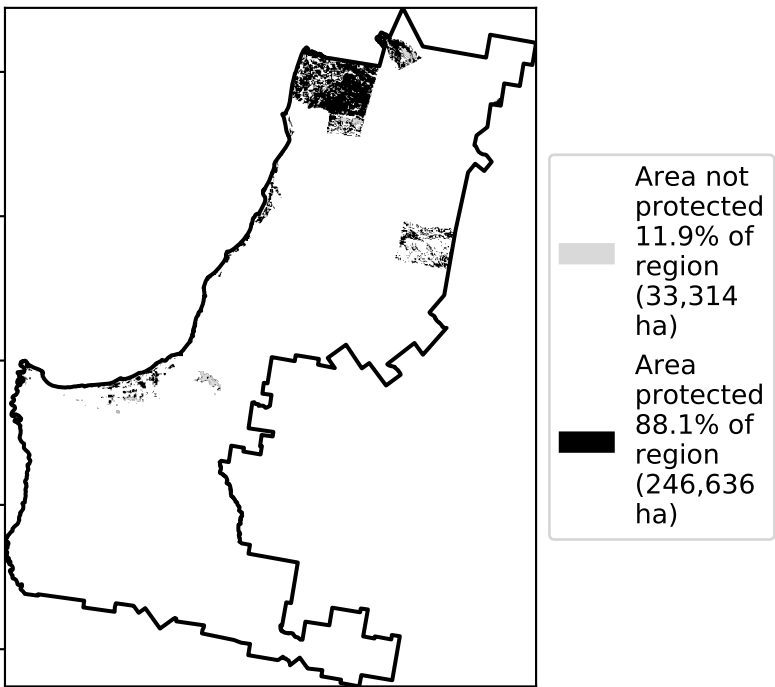 Area not
protected
11.9% of
region
(33,314
ha)
Area
protected
88.1% of
region
(246,636
ha)